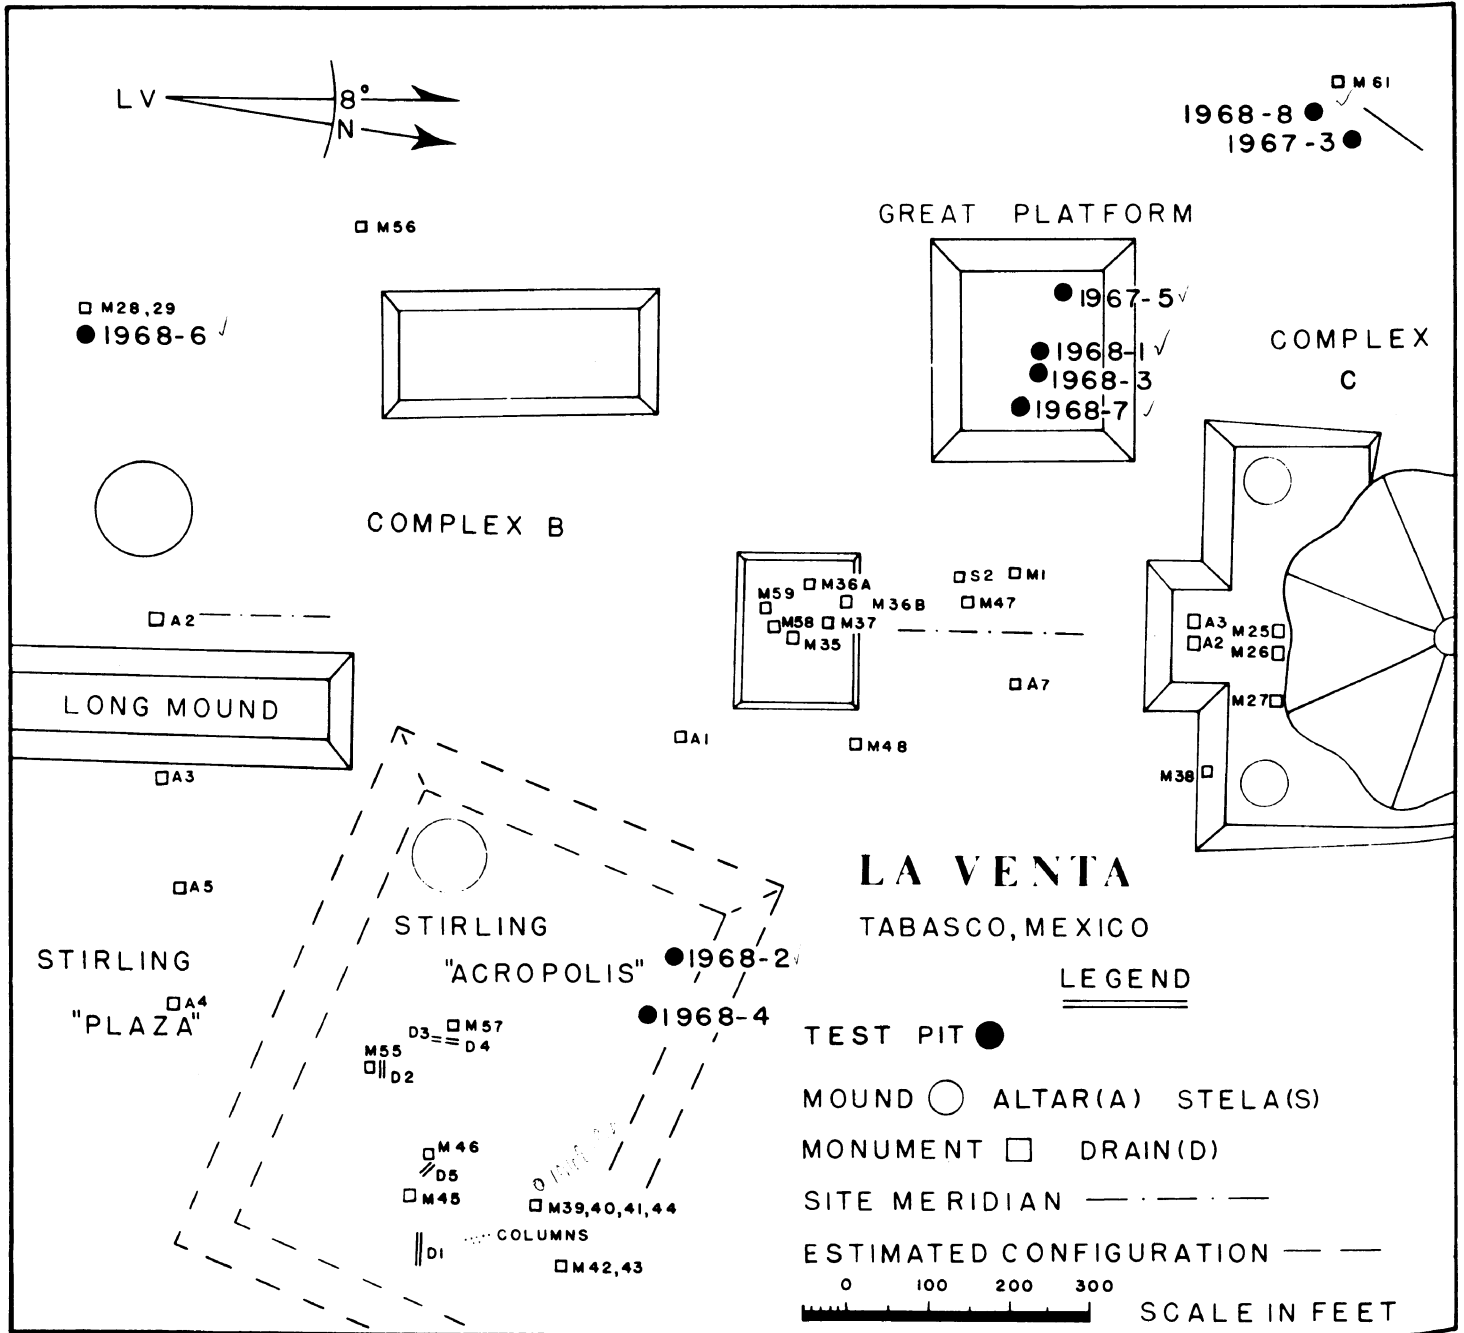 LV
8°
N
M61
1968-8
1967-3
M56
GREAT PLATFORM
M28,29
1968-6
1967-5
1968-1
1968-3
1968-7
COMPLEX
C
COMPLEX B
A2
M59
M36A
M36B
M58
M37
M35
S2
M1
M47
A3
A2
M25
M26
M27
A7
LONG MOUND
A1
M48
M38
A3
A5
LA VENTA
TABASCO, MEXICO
STIRLING
"ACROPOLIS"
STIRLING
"PLAZA"
A4
1968-2
1968-4
D3
M57
D4
M55
D2
M46
D5
M45
M39,40,41,44
COLUMNS
D1
M42,43
LEGEND
TEST PIT
MOUND ALTAR(A) STELA(S)
MONUMENT DRAIN(D)
SITE MERIDIAN
ESTIMATED CONFIGURATION
0 100 200 300
SCALE IN FEET